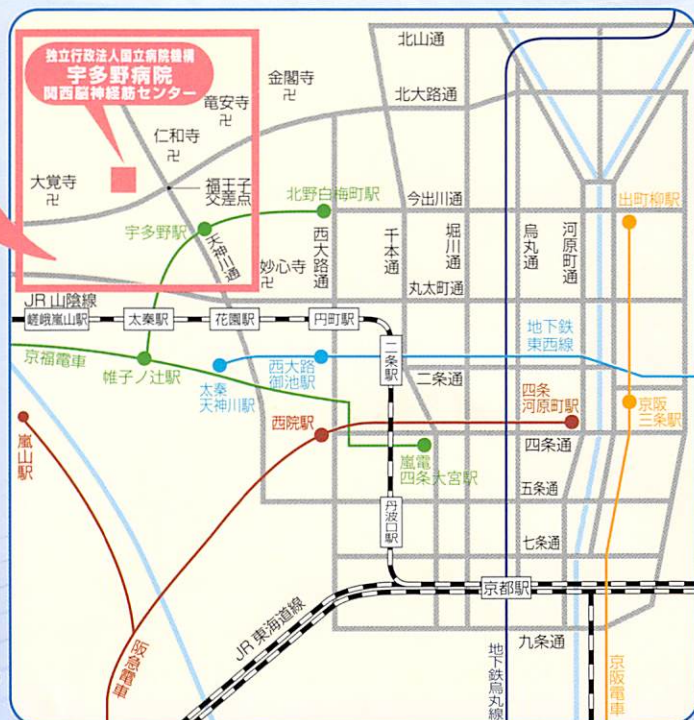 独立行政法人国立病院機構
宇多野病院
関西脳神経筋センター
北山通
金閣寺
卍
北大路通
竜安寺
卍
仁和寺
卍
大覚寺
卍
福王子
交差点
北野白梅町駅
今出川通
出町柳駅
宇多野駅
天神川通
妙心寺
卍
西大路通
千本通
堀川通
烏丸通
河原町通
丸太町通
JR 山陰線
嵯峨嵐山駅
太秦駅
花園駅
円町駅
二条駅
地下鉄
東西線
京福電車
帷子ノ辻駅
太秦
天神川駅
西大路
御池駅
二条通
四条
河原町駅
京阪
三条駅
嵐山駅
西院駅
嵐電
四条大宮駅
四条通
五条通
丹波口駅
七条通
京都駅
JR 東海道線
九条通
阪急電車
地下鉄烏丸線
京阪電車